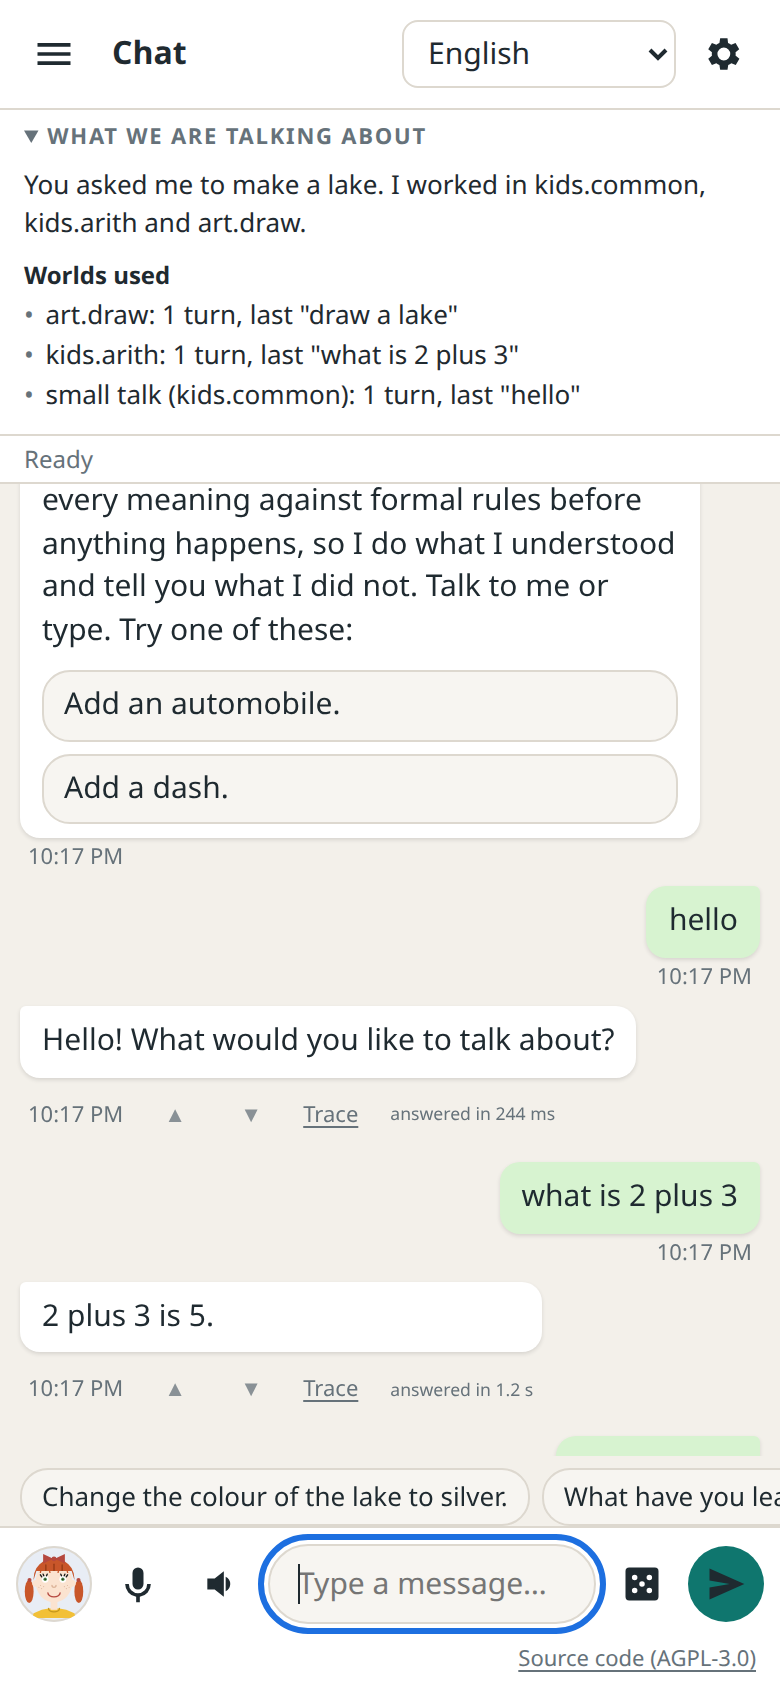 Chat
English
▼ WHAT WE ARE TALKING ABOUT
You asked me to make a lake. I worked in kids.common,
kids.arith and art.draw.
Worlds used
• art.draw: 1 turn, last "draw a lake"
• kids.arith: 1 turn, last "what is 2 plus 3"
• small talk (kids.common): 1 turn, last "hello"
Ready
every meaning against formal rules before
anything happens, so I do what I understood
and tell you what I did not. Talk to me or
type. Try one of these:
Add an automobile.
Add a dash.
10:17 PM
hello
10:17 PM
Hello! What would you like to talk about?
10:17 PM ▲ ▼ Trace answered in 244 ms
what is 2 plus 3
10:17 PM
2 plus 3 is 5.
10:17 PM ▲ ▼ Trace answered in 1.2 s
Change the colour of the lake to silver.
What have you
Type a message...
Source code (AGPL-3.0)